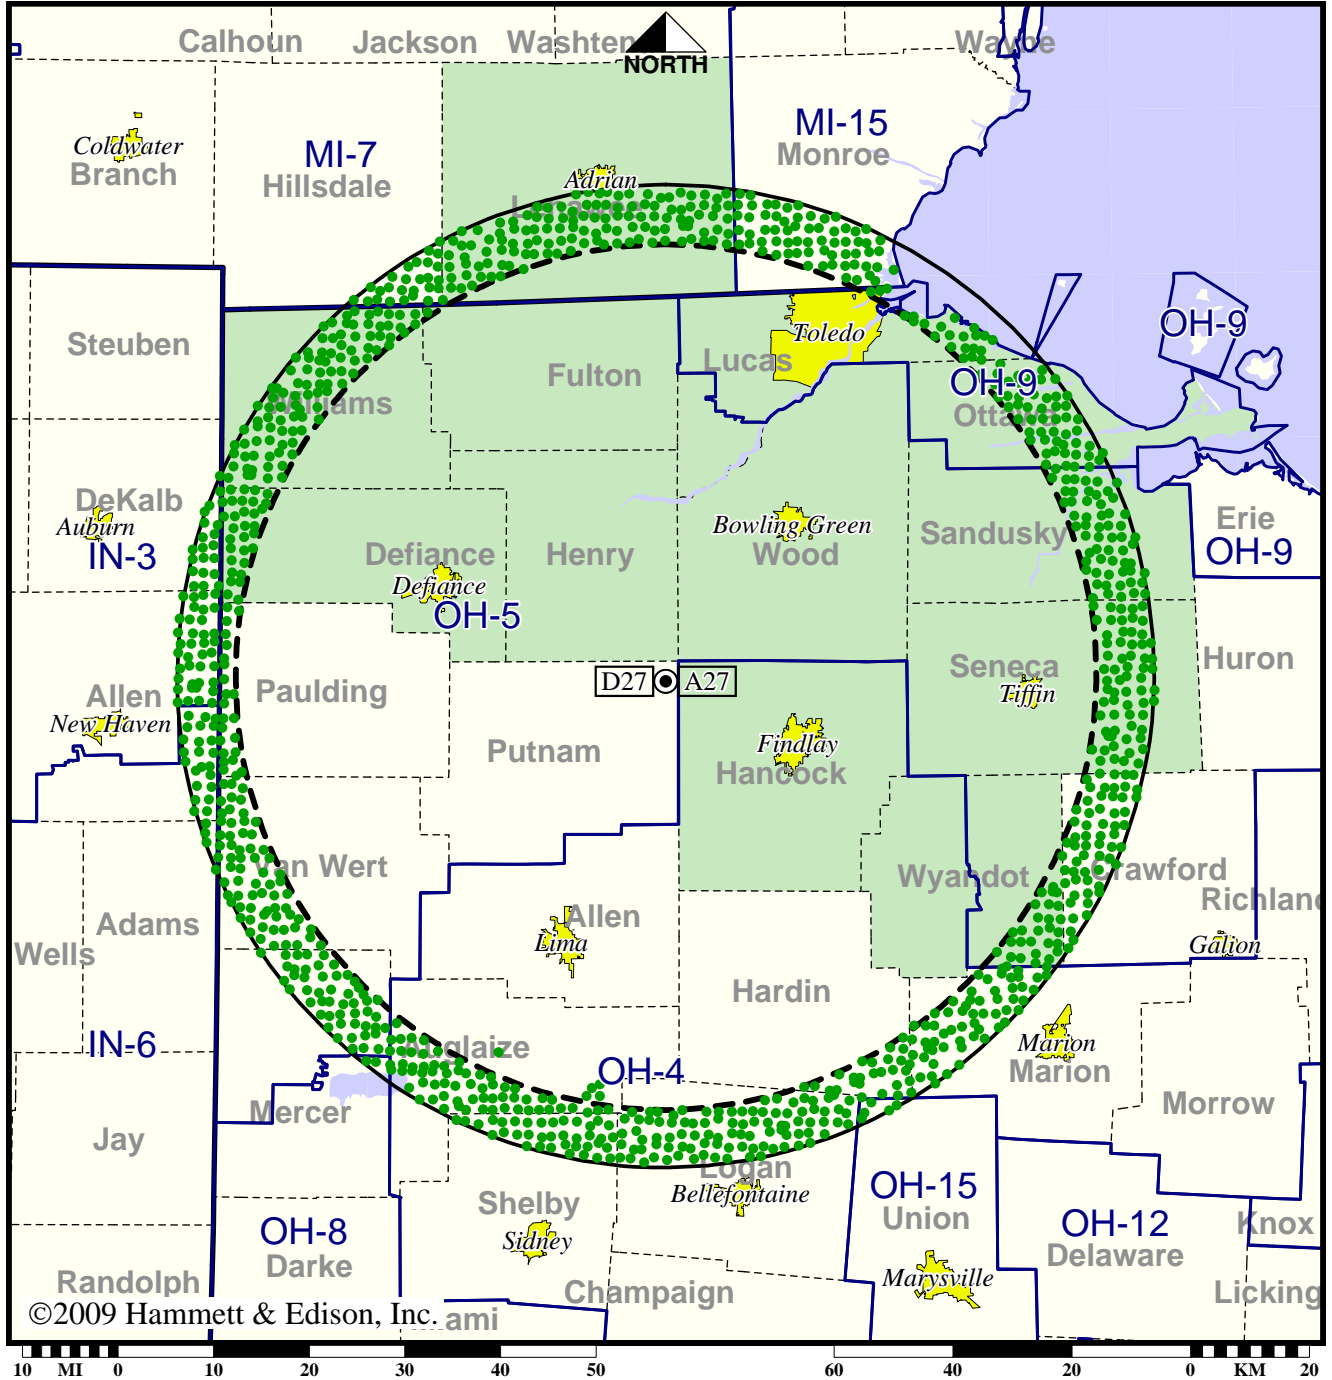 Calhoun
Jackson
Washten
Wayne
NORTH
Coldwater
Branch
MI-7
Hillsdale
MI-15
Monroe
Adrian
Lenawee
Steuben
Williams
Fulton
Lucas
Toledo
OH-9
OH-9
Ottawa
DeKalb
Auburn
IN-3
Defiance
Defiance
OH-5
Henry
Bowling Green
Wood
Sandusky
Erie
OH-9
Allen
New Haven
Paulding
D27
A27
Putnam
Seneca
Tiffin
Huron
Findlay
Hancock
Van Wert
Wyandot
Crawford
Richland
Adams
Wells
Allen
Lima
Galion
Hardin
IN-6
Auglaize
OH-4
Marion
Marion
Mercer
Morrow
Jay
Logan
Bellefontaine
Shelby
Sidney
OH-15
Union
OH-12
Delaware
Knox
OH-8
Darke
Randolph
Champaign
Marysville
Licking
©2009 Hammett & Edison, Inc.
ami
10 MI 0 10 20 30 40 50 60 40 20 0 KM 20